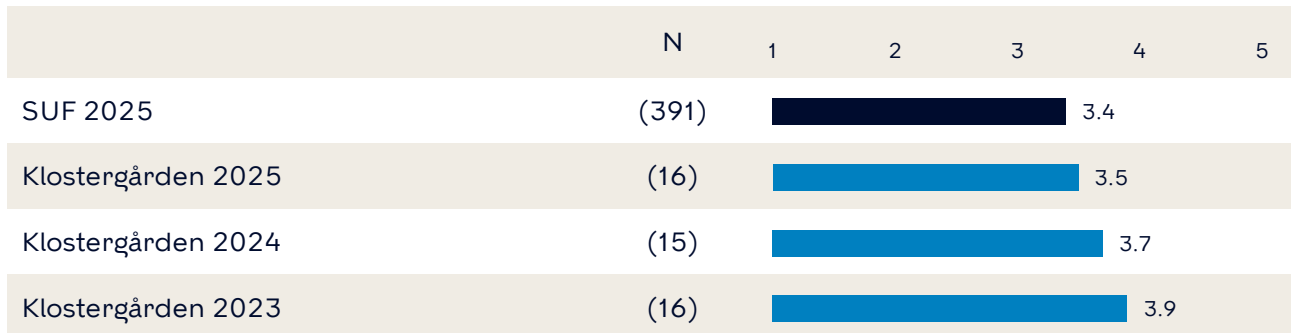 N 1 2 3 4 5
SUF 2025 (391) 3.4
Klostergården 2025 (16) 3.5
Klostergården 2024 (15) 3.7
Klostergården 2023 (16) 3.9